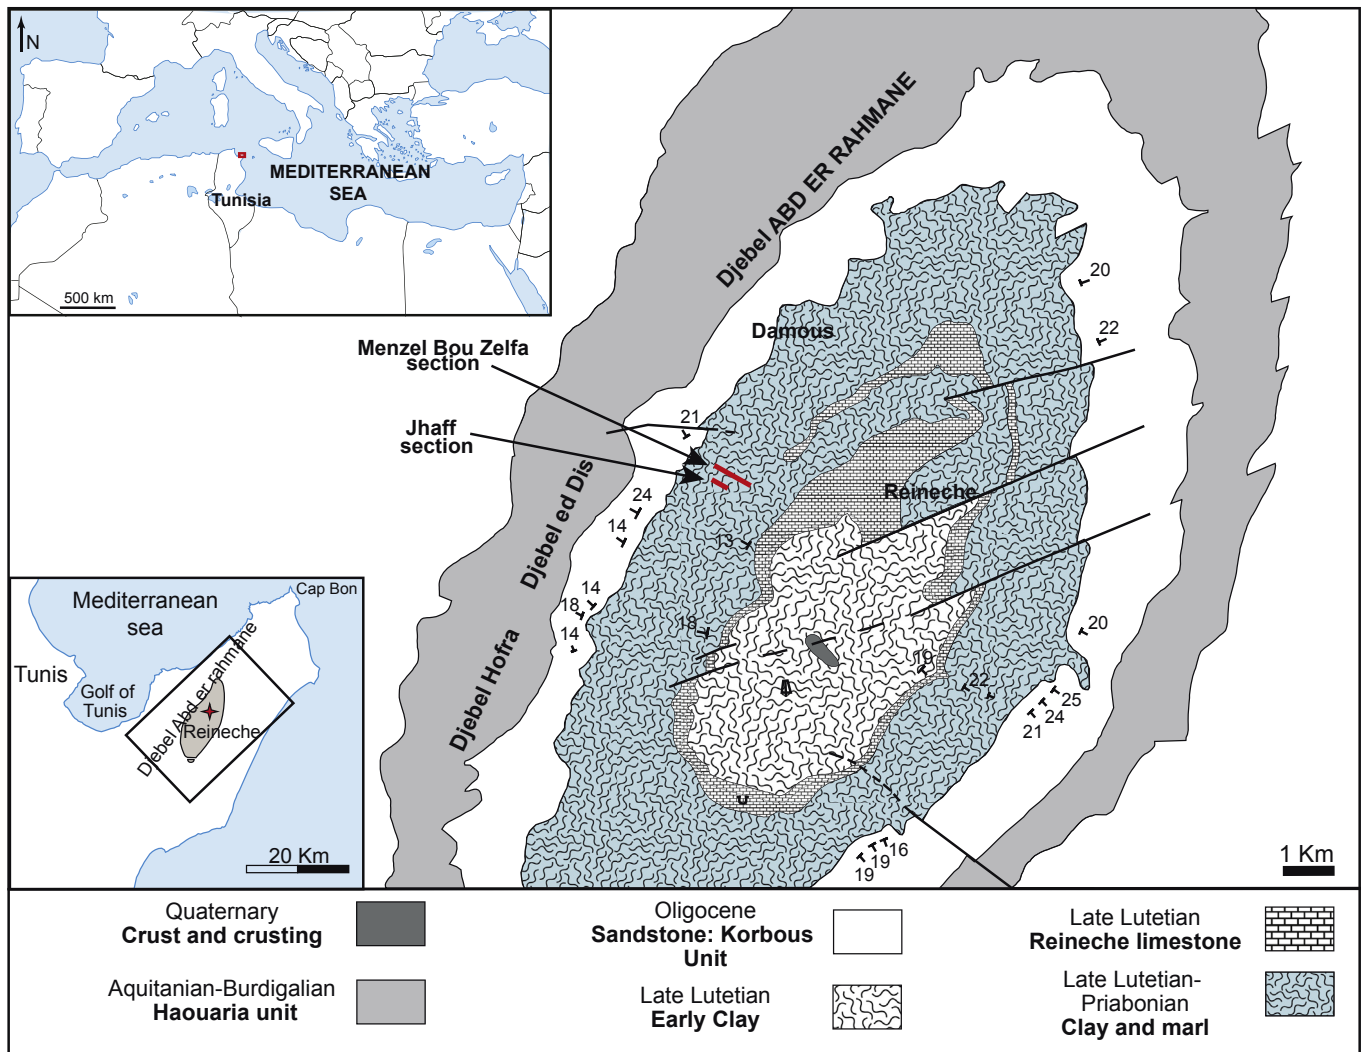 N
MEDITERRANEAN
SEA
Tunisia
500 km
Djebel ABD ER RAHMANE
20
22
Damous
Menzel Bou Zelfa
section
Jhaff
section
21
Reineche
24
14
13
Djebel ed Dis
14
18
14
18
Djebel Hofra
19
22
20
25
24
21
16
19
19
1 Km
Cap Bon
Mediterranean
sea
Tunis
Golf of
Tunis
Djebel Abd er rahmane
Reineche
20 Km
Quaternary
Crust and crusting
Aquitanian-Burdigalian
Haouaria unit
Oligocene
Sandstone: Korbous
Unit
Late Lutetian
Early Clay
Late Lutetian
Reineche limestone
Late Lutetian-
Priabonian
Clay and marl